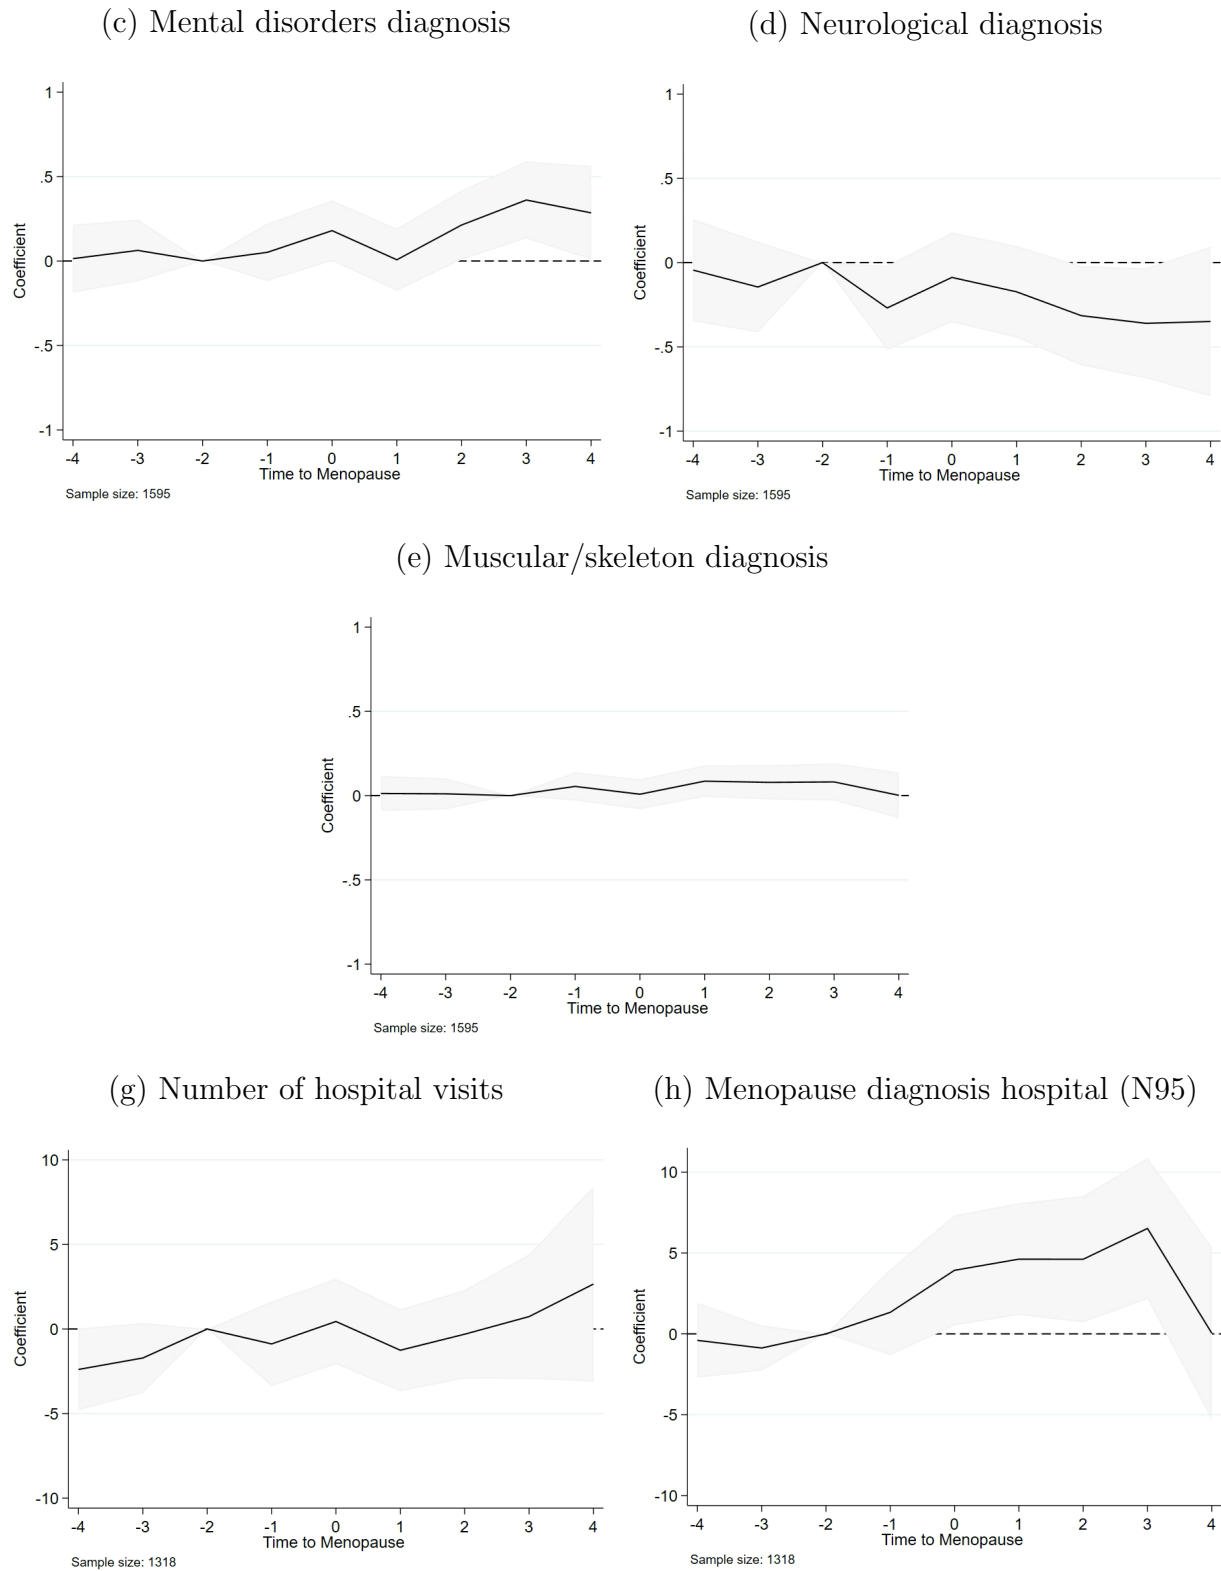 (c) Mental disorders diagnosis
(d) Neurological diagnosis
1
.5
0
-.5
-1
Coefficient
-4 -3 -2 -1 0 1 2 3 4
Time to Menopause
Sample size: 1595
1
.5
0
-.5
-1
Coefficient
-4 -3 -2 -1 0 1 2 3 4
Time to Menopause
Sample size: 1595
(e) Muscular/skeleton diagnosis
1
.5
0
-.5
-1
Coefficient
-4 -3 -2 -1 0 1 2 3 4
Time to Menopause
Sample size: 1595
(g) Number of hospital visits
(h) Menopause diagnosis hospital (N95)
10
5
0
-5
-10
Coefficient
-4 -3 -2 -1 0 1 2 3 4
Time to Menopause
Sample size: 1318
10
5
0
-5
-10
Coefficient
-4 -3 -2 -1 0 1 2 3 4
Time to Menopause
Sample size: 1318